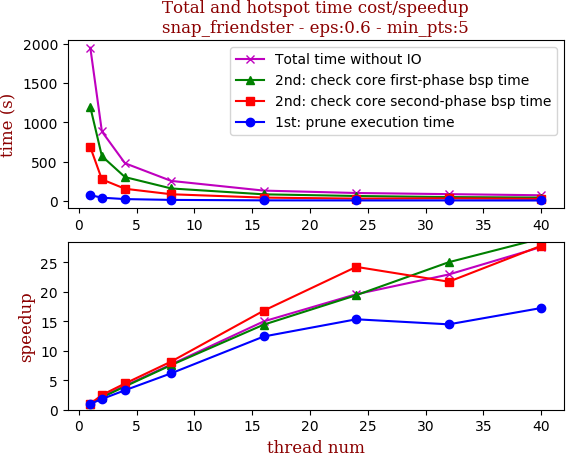 Total and hotspot time cost/speedup
snap_friendster - eps:0.6 - min_pts:5
time (s)
2000
1500
1000
500
0
Total time without IO
2nd: check core first-phase bsp time
2nd: check core second-phase bsp time
1st: prune execution time
0 5 10 15 20 25 30 35 40
speedup
25
20
15
10
5
0
0 5 10 15 20 25 30 35 40
thread num